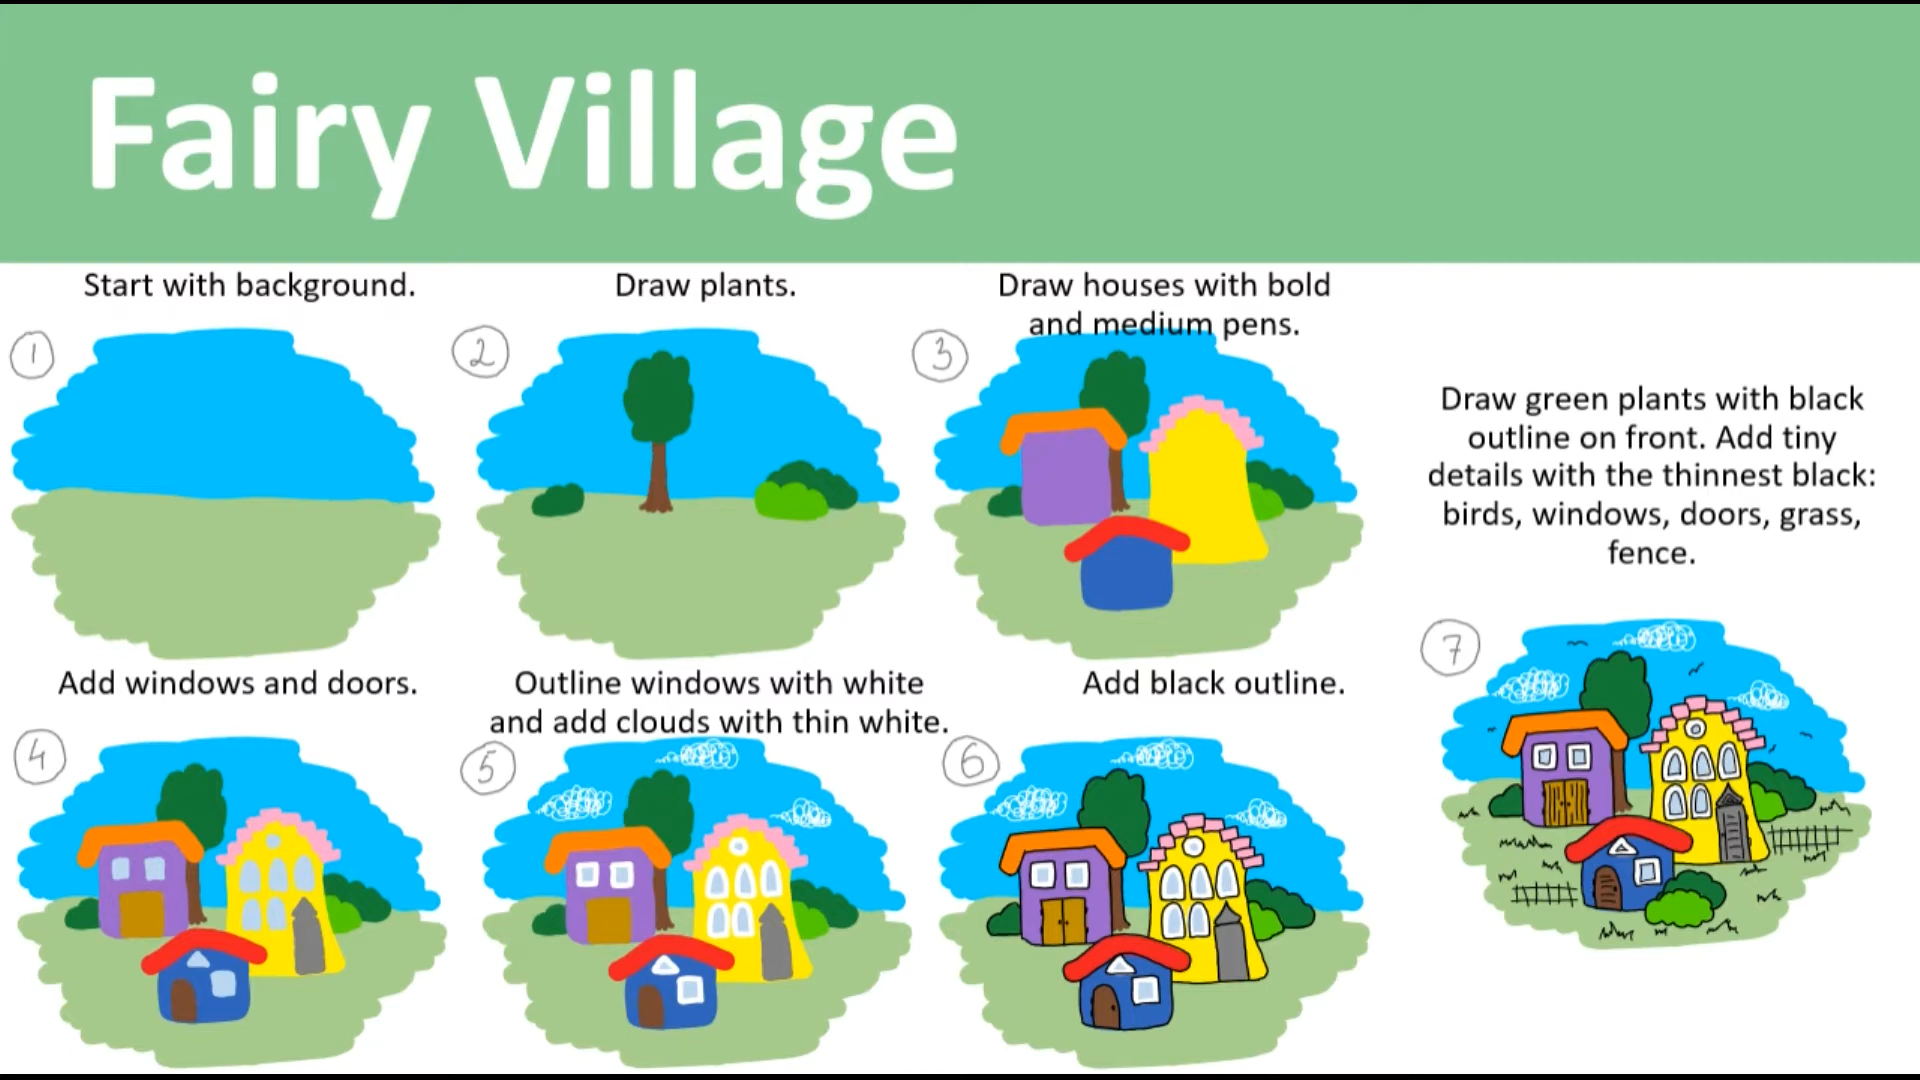 Fairy Village
Start with background.
1
Draw plants.
2
Draw houses with bold
and medium pens.
3
Add windows and doors.
4
Outline windows with white
and add clouds with thin white.
5
Add black outline.
6
Draw green plants with black
outline on front. Add tiny
details with the thinnest black:
birds, windows, doors, grass,
fence.
7